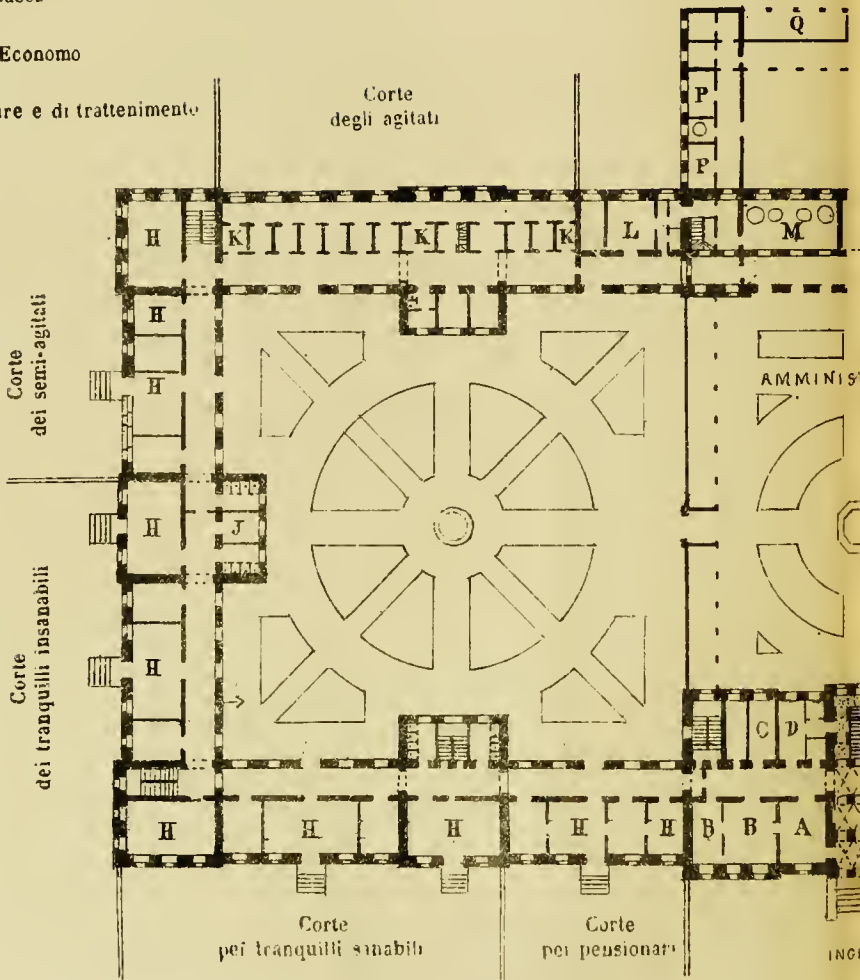 Economo
re e di trattenimento
Corte
degli agitati
Q
P
P
H
K
K
K
L
M
H
H
Corte
dei semi-agitati
AMMINIS
H
J
Corte
dei tranquilli insanabili
H
C
D
H
H
H
H
H
B
B
A
Corte
pei tranquilli sanabili
Corte
pei pensionari
ING